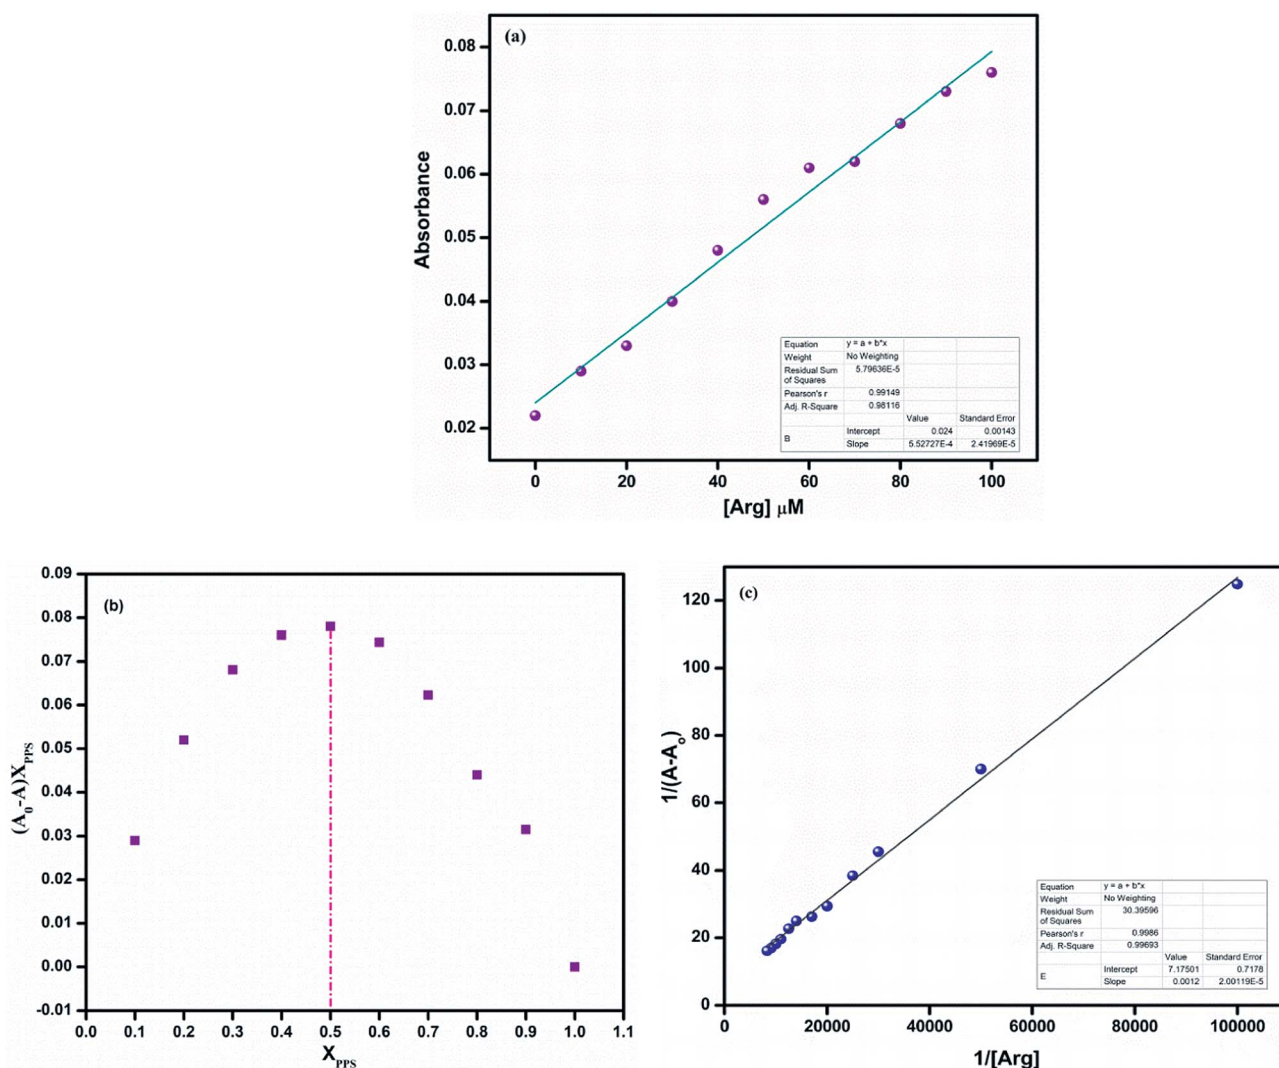 (a)
0.08
0.07
0.06
0.05
0.04
0.03
0.02
Absorbance
Equation y = a + b*x
Weight No Weighting
Residual Sum of Squares 5.79636E-5
Pearson's r 0.99149
Adj. R-Square 0.98116
Value Standard Error
B Intercept 0.024 0.00143
Slope 5.52727E-4 2.41969E-5
0 20 40 60 80 100
[Arg] µM
(b)
0.09
0.08
0.07
0.06
0.05
0.04
0.03
0.02
0.01
0.00
-0.01
(A0-A)XPPS
0.0 0.1 0.2 0.3 0.4 0.5 0.6 0.7 0.8 0.9 1.0 1.1
XPPS
(c)
120
100
80
60
40
20
0
1/(A-Ao)
Equation y = a + b*x
Weight No Weighting
Residual Sum of Squares 30.39596
Pearson's r 0.9986
Adj. R-Square 0.99693
Value Standard Error
E Intercept 7.17501 0.7178
Slope 0.0012 2.00119E-5
0 20000 40000 60000 80000 100000
1/[Arg]